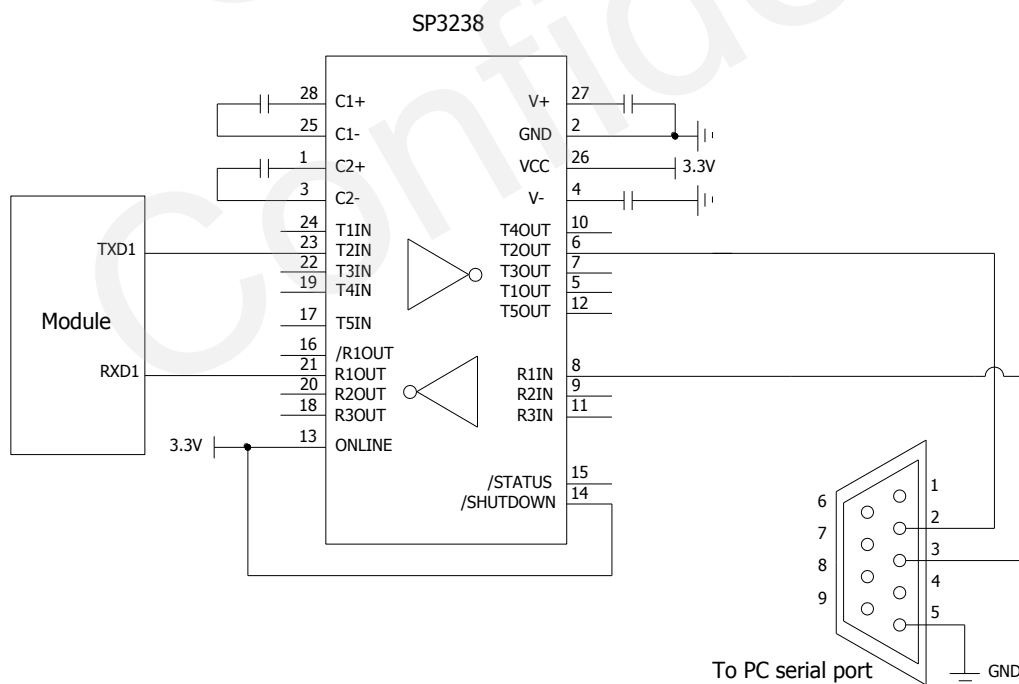 Confidential
SP3238
28 C1+ V+ 27
25 C1- GND 2
1 C2+ VCC 26 3.3V
3 C2- V- 4
24 T1IN T4OUT 10
TXD1 23 T2IN T2OUT 6
22 T3IN T3OUT 7
19 T4IN T1OUT 5
T5OUT 12
Module 17 T5IN
16 /R1OUT
RXD1 21 R1OUT R1IN 8
20 R2OUT R2IN 9
18 R3OUT R3IN 11
3.3V 13 ONLINE
/STATUS 15
/SHUTDOWN 14
6 1
7 2
8 3
9 4
5
To PC serial port GND